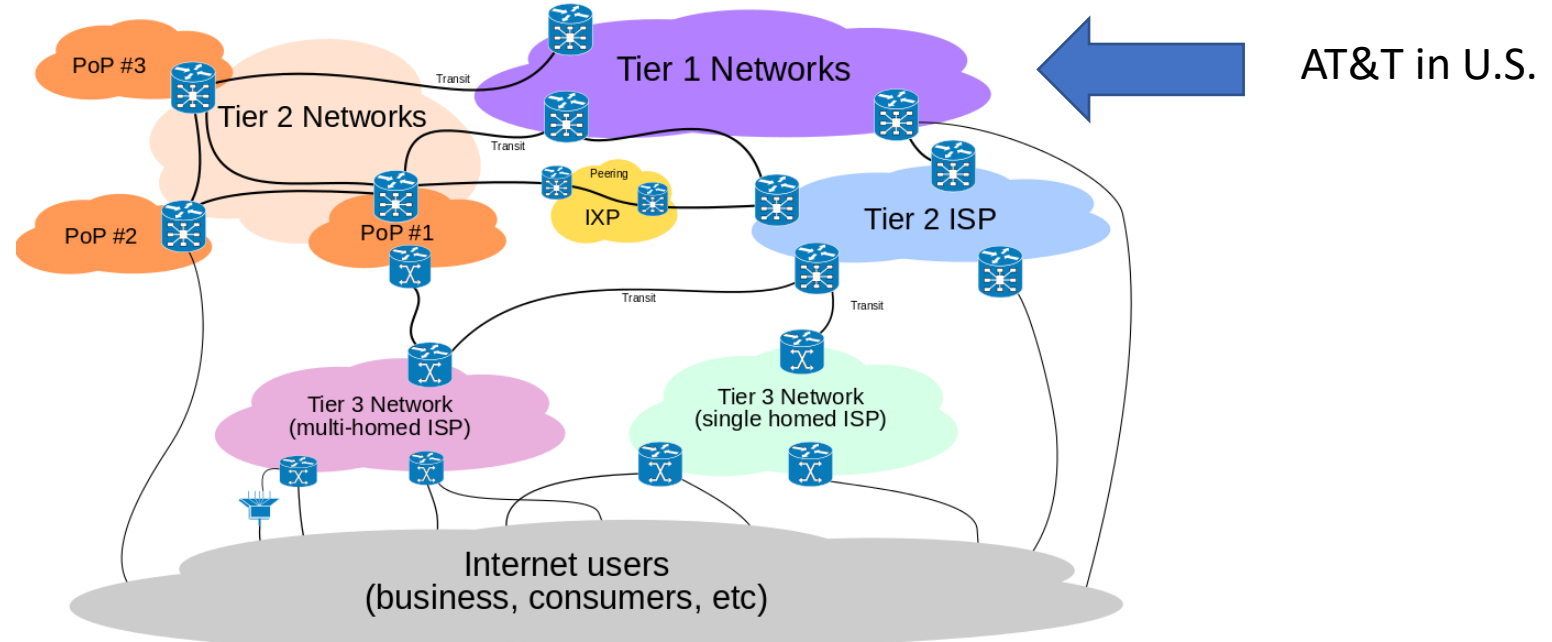 PoP #3
Transit
Tier 1 Networks
AT&T in U.S.
Tier 2 Networks
Transit
Peering
IXP
Tier 2 ISP
PoP #2
PoP #1
Transit
Transit
Tier 3 Network
(multi-homed ISP)
Tier 3 Network
(single homed ISP)
Internet users
(business, consumers, etc)